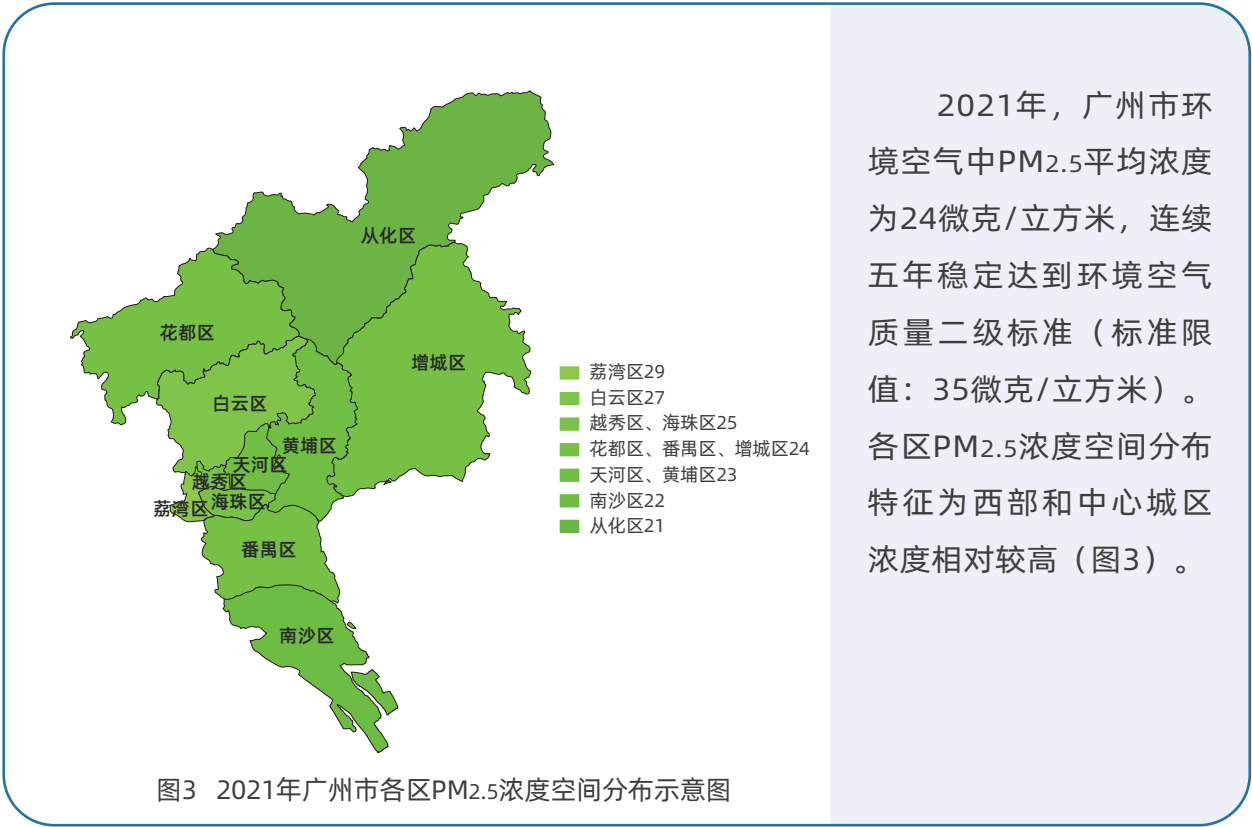 从化区
花都区
增城区
白云区
黄埔区
天河区
越秀区
荔湾区
海珠区
番禺区
南沙区
荔湾区29
白云区27
越秀区、海珠区25
花都区、番禺区、增城区24
天河区、黄埔区23
南沙区22
从化区21
图3 2021年广州市各区PM2.5浓度空间分布示意图
2021年，广州市环
境空气中PM2.5平均浓度
为24微克/立方米，连续
五年稳定达到环境空气
质量二级标准（标准限
值：35微克/立方米）。
各区PM2.5浓度空间分布
特征为西部和中心城区
浓度相对较高（图3）。